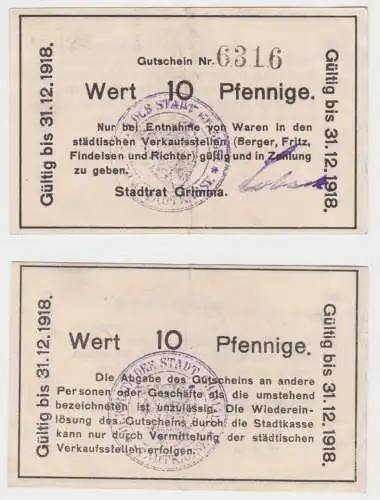 Gültig bis 31.12.1918.
Gutschein Nr. 6316
Wert 10 Pfennige.
Nur bei Entnahme von Waren in den
städtischen Verkaufsstellen (Berger, Fritz,
Findeisen und Richter) gültig und in Zahlung
zu geben.
Stadtrat Grimma.
Gültig bis 31.12.1918.
Gültig bis 31.12.1918.
Wert 10 Pfennige.
Die Abgabe des Gutscheins an andere
Personen oder Geschäfte als die umstehend
bezeichneten ist unzulässig. Die Wiederein-
lösung des Gutscheins durch die Stadtkasse
kann nur durch Vermittelung der städtischen
Verkaufsstellen erfolgen.
Gültig bis 31.12.1918.
DER STADT